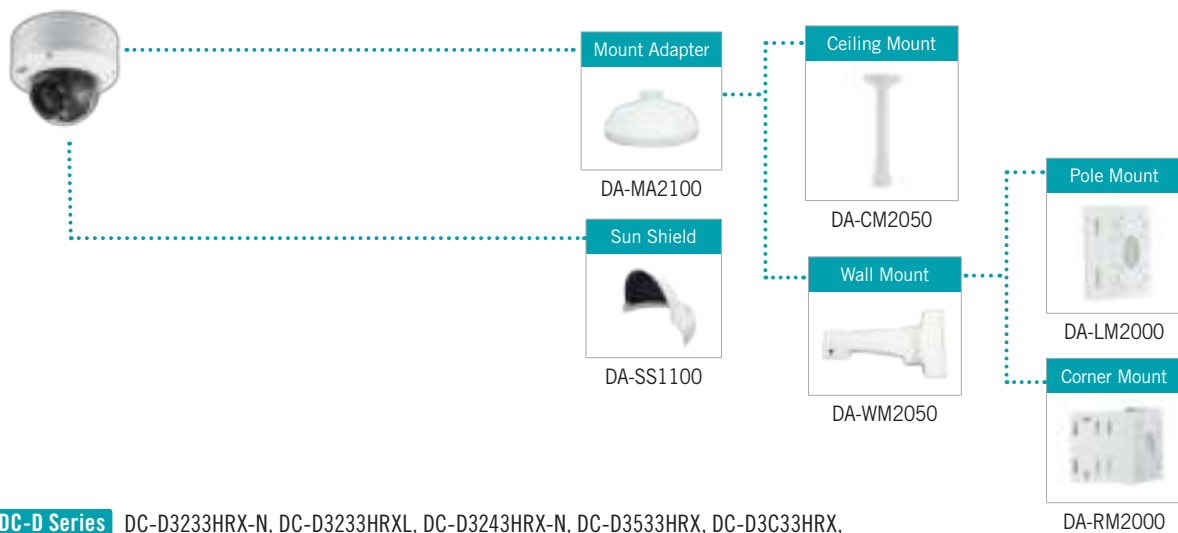 Mount Adapter
DA-MA2100
Ceiling Mount
DA-CM2050
Sun Shield
DA-SS1100
Wall Mount
DA-WM2050
Pole Mount
DA-LM2000
Corner Mount
DA-RM2000
DC-D Series DC-D3233HRX-N, DC-D3233HRXL, DC-D3243HRX-N, DC-D3533HRX, DC-D3C33HRX,